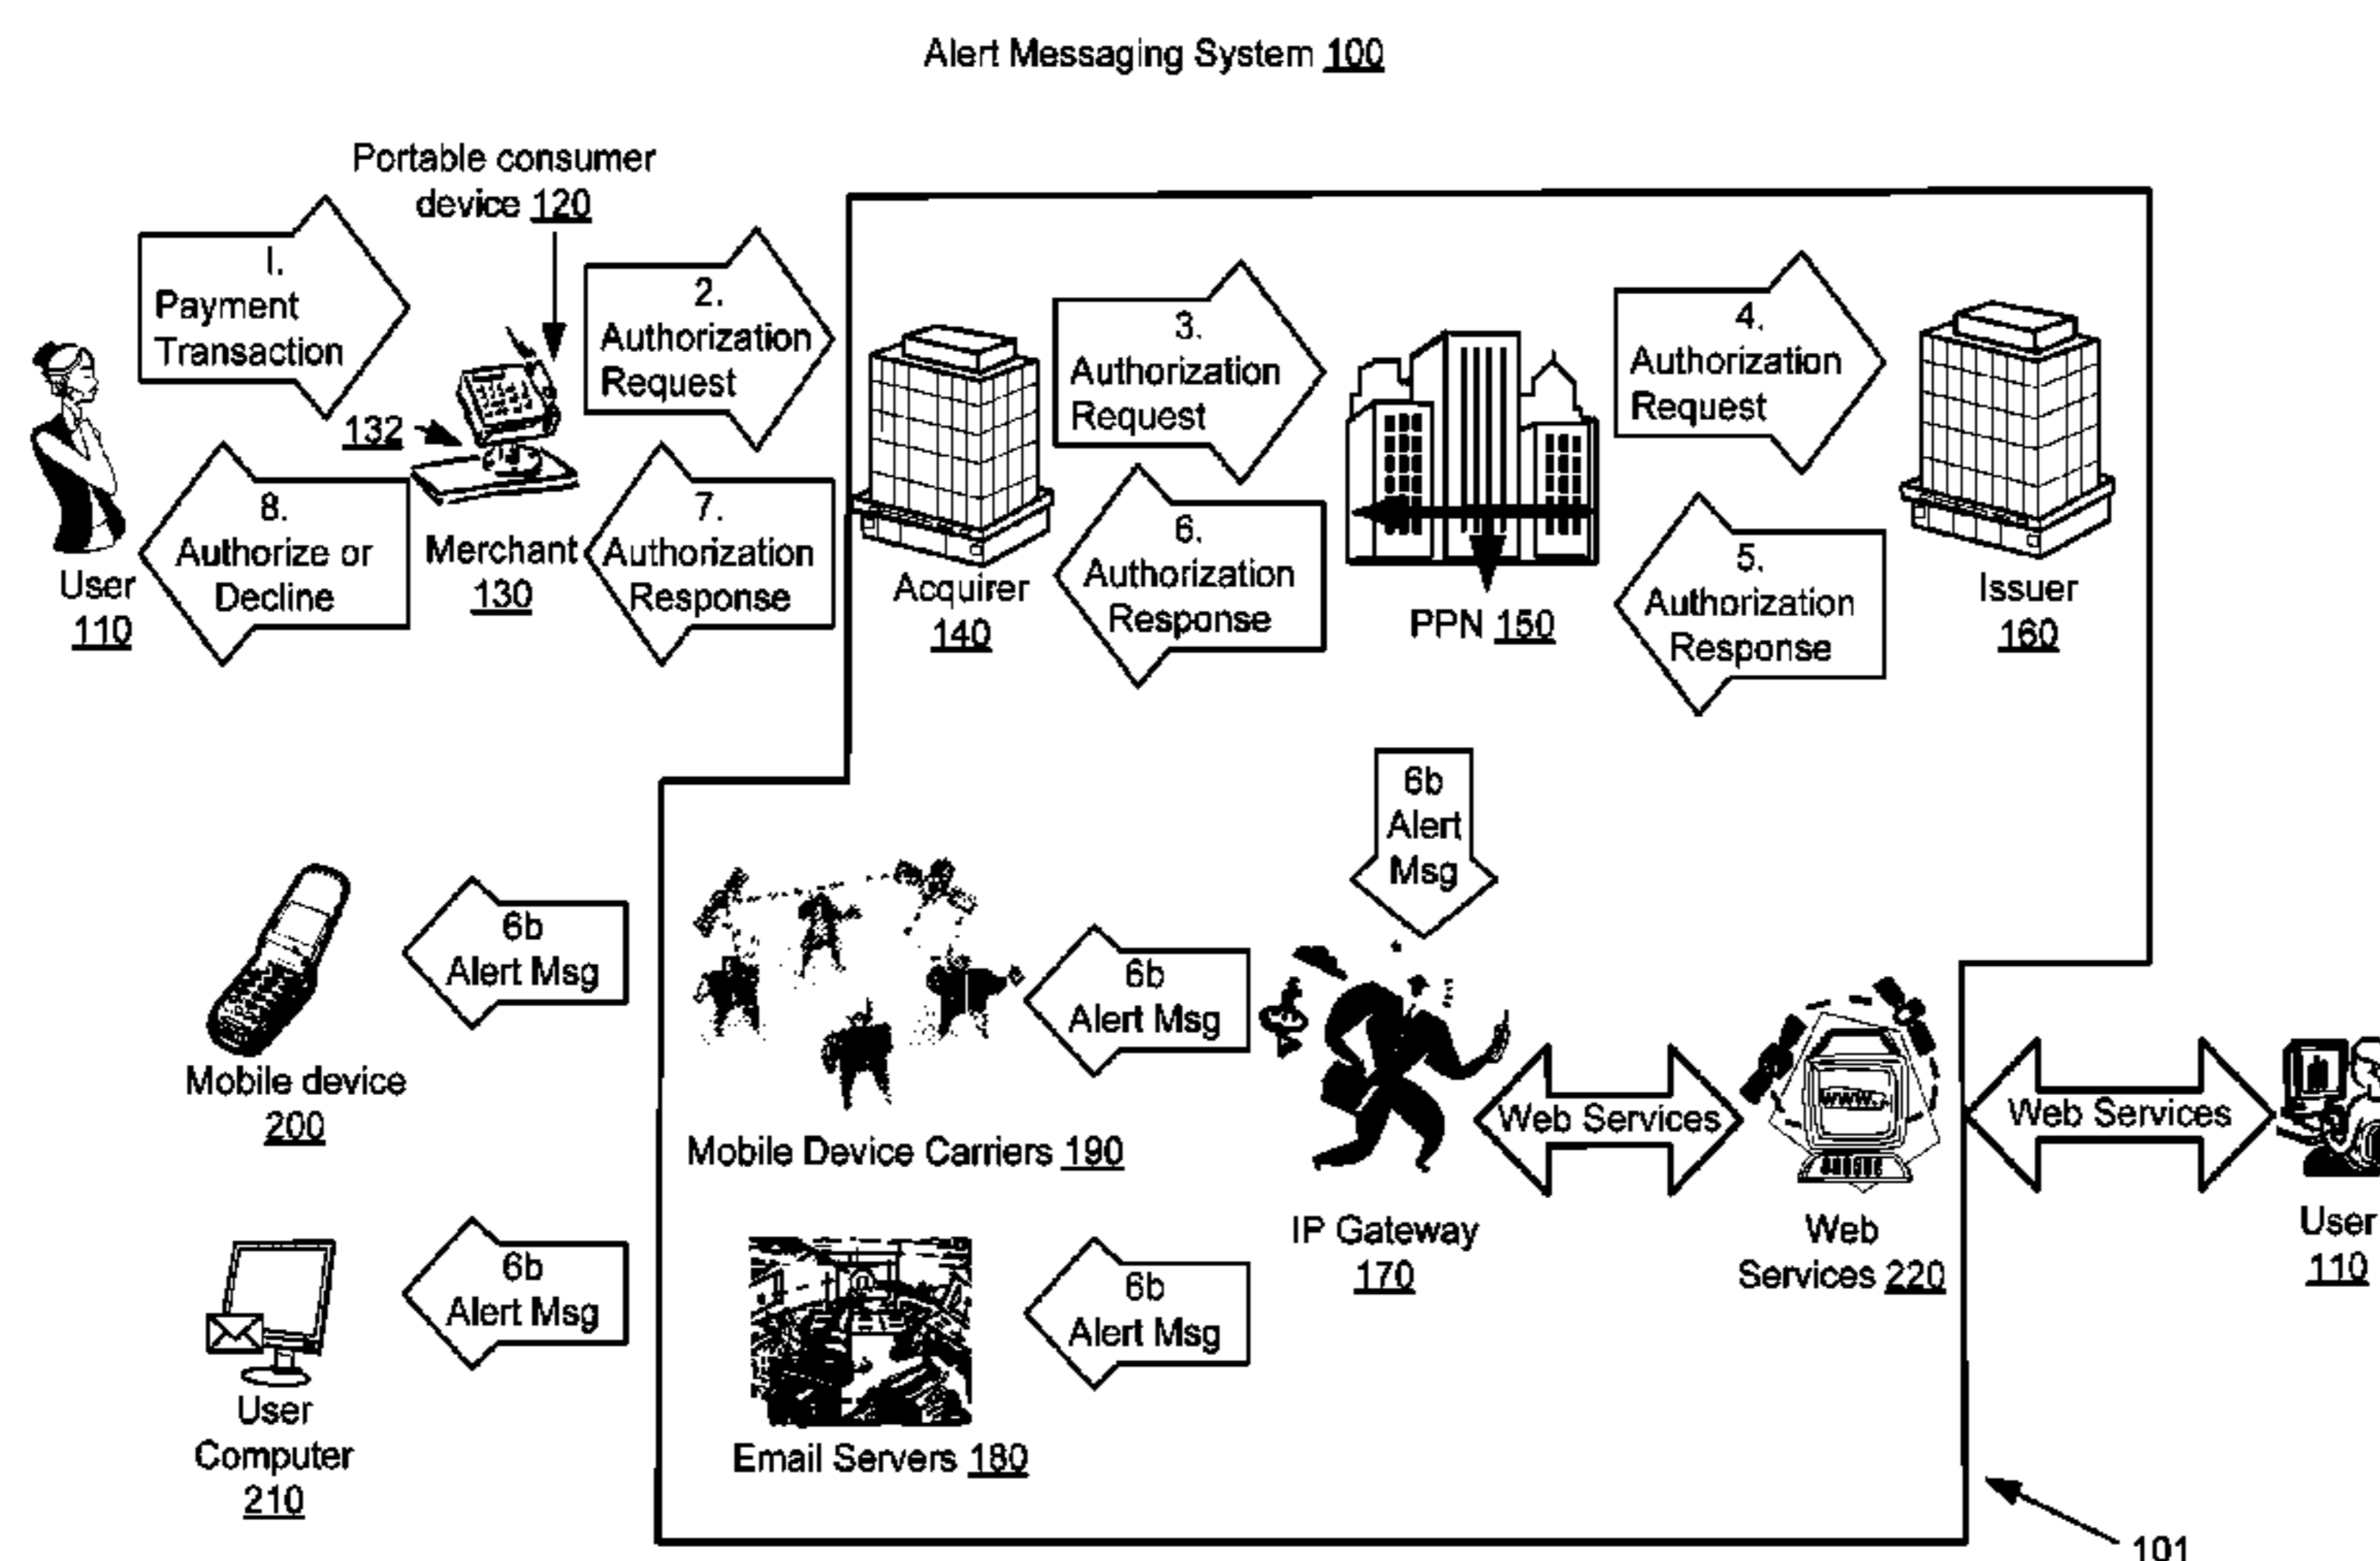 Alert Messaging System 100
Portable consumer
device 120
1.
Payment
Transaction
2.
Authorization
Request
3.
Authorization
Request
4.
Authorization
Request
132
8.
Authorize or
Decline
7.
Authorization
Response
6.
Authorization
Response
5.
Authorization
Response
User
110
Merchant
130
Acquirer
140
PPN 150
Issuer
160
6b
Alert
Msg
6b
Alert Msg
6b
Alert Msg
Mobile device
200
Mobile Device Carriers 190
Web Services
www.
Web Services
IP Gateway
170
Web
Services 220
User
110
6b
Alert Msg
@
6b
Alert Msg
User
Computer
210
Email Servers 180
101